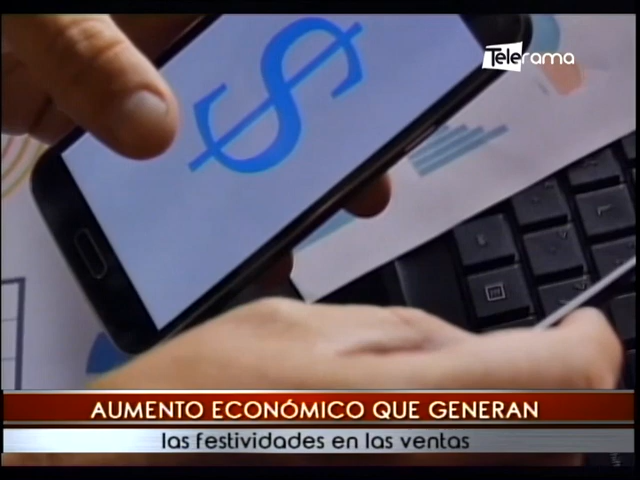 Telerama
$
AUMENTO ECONÓMICO QUE GENERAN
las festividades en las ventas